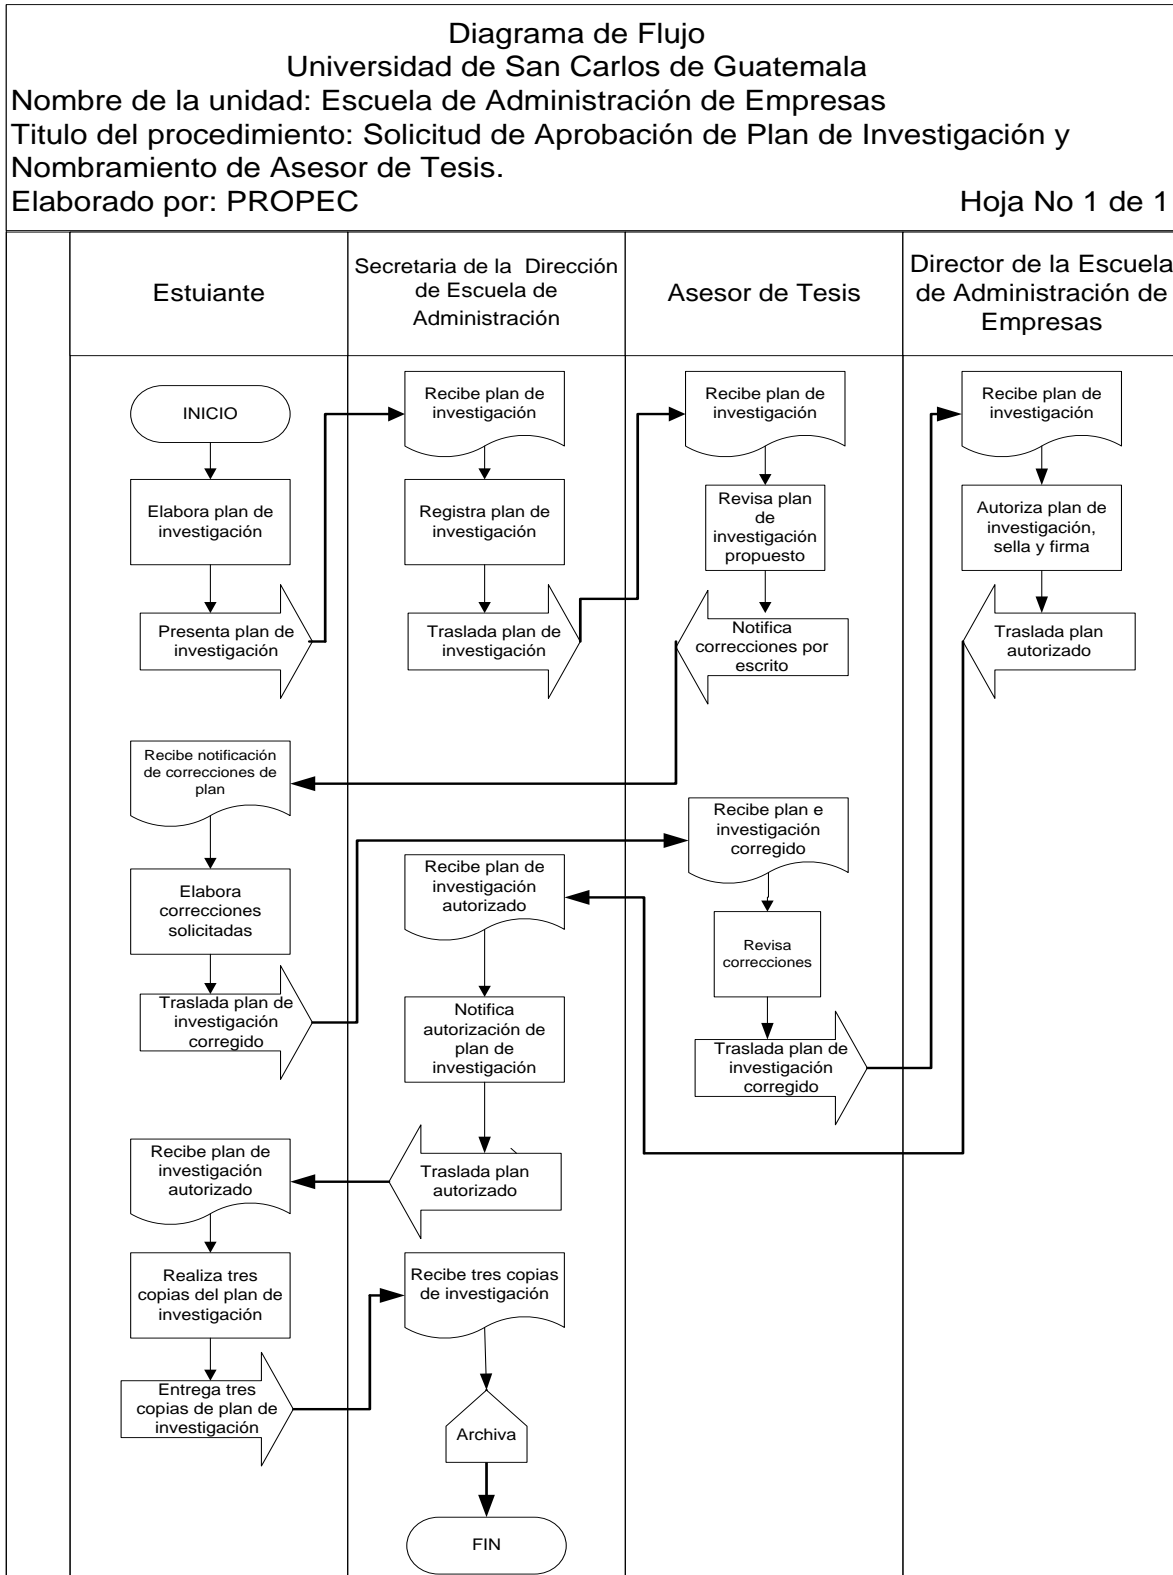 Diagrama de Flujo
Universidad de San Carlos de Guatemala
Nombre de la unidad: Escuela de Administración de Empresas
Titulo del procedimiento: Solicitud de Aprobación de Plan de Investigación y
Nombramiento de Asesor de Tesis.
Elaborado por: PROPEC
Hoja No 1 de 1
Estuiante
Secretaria de la Dirección
de Escuela de
Administración
Asesor de Tesis
Director de la Escuela
de Administración de
Empresas
INICIO
Elabora plan de
investigación
Presenta plan de
investigación
Recibe plan de
investigación
Registra plan de
investigación
Traslada plan de
investigación
Recibe plan de
investigación
Revisa plan
de
investigación
propuesto
Notifica
correcciones por
escrito
Recibe plan de
investigación
Autoriza plan de
investigación,
sella y firma
Traslada plan
autorizado
Recibe notificación
de correcciones de
plan
Elabora
correcciones
solicitadas
Traslada plan de
investigación
corregido
Recibe plan de
investigación
autorizado
Notifica
autorización de
plan de
investigación
Traslada plan
autorizado
Recibe plan e
investigación
corregido
Revisa
correcciones
Traslada plan de
investigación
corregido
Recibe plan de
investigación
autorizado
Realiza tres
copias del plan de
investigación
Entrega tres
copias de plan de
investigación
Recibe tres copias
de investigación
Archiva
FIN